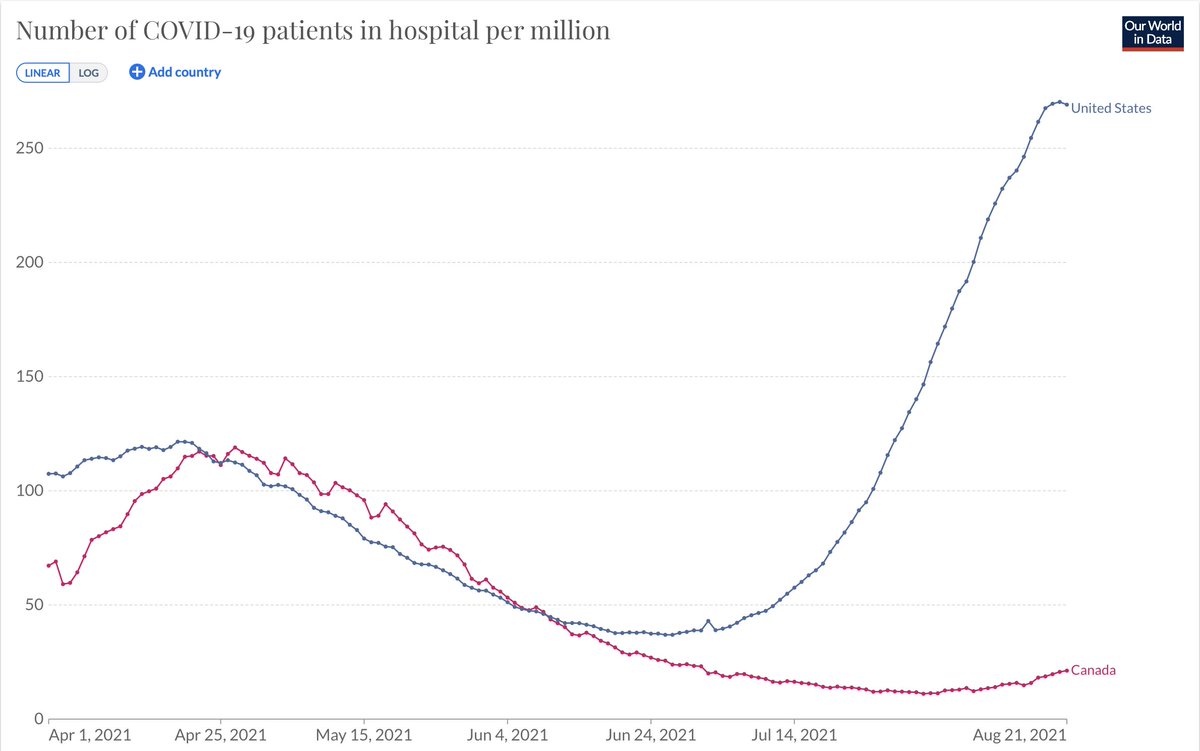 Number of COVID-19 patients in hospital per million
Our World
in Data
LINEAR
LOG
+ Add country
United States
250
200
150
100
50
Canada
0
Apr 1, 2021
Apr 25, 2021
May 15, 2021
Jun 4, 2021
Jun 24, 2021
Jul 14, 2021
Aug 21, 2021